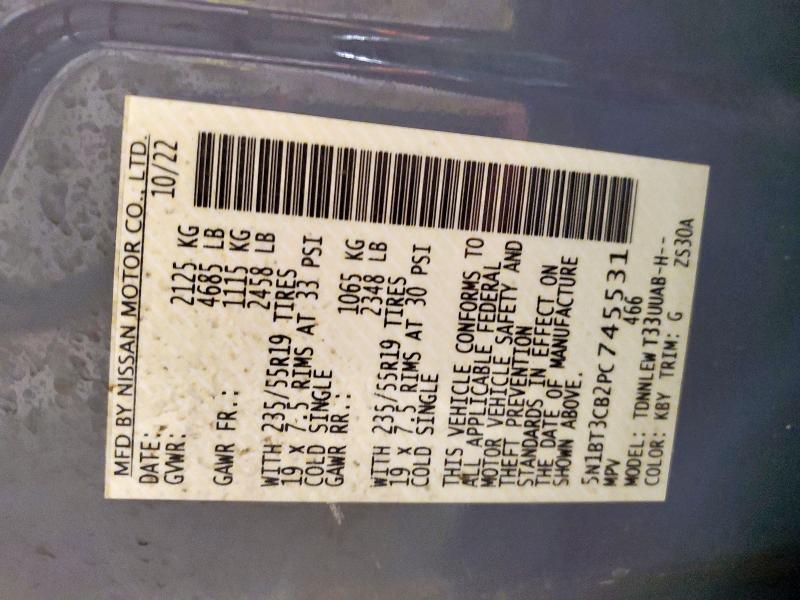 MFD BY NISSAN MOTOR CO., LTD.
DATE: 10/22
GVWR: 2125 KG
4685 LB
GAWR FR.: 1115 KG
2458 LB
WITH 235/55R19 TIRES
19 X 7.5 RIMS AT 33 PSI
COLD SINGLE
GAWR RR.: 1065 KG
2348 LB
WITH 235/55R19 TIRES
19 X 7.5 RIMS AT 30 PSI
COLD SINGLE
THIS VEHICLE CONFORMS TO
ALL APPLICABLE FEDERAL
MOTOR VEHICLE SAFETY AND
THEFT PREVENTION
STANDARDS IN EFFECT ON
THE DATE OF MANUFACTURE
SHOWN ABOVE.
5N1BT3CB2PC745531
MPV 466
MODEL: TDNNLEWT33UUAB-H--
COLOR: KBY TRIM: G ZS30A